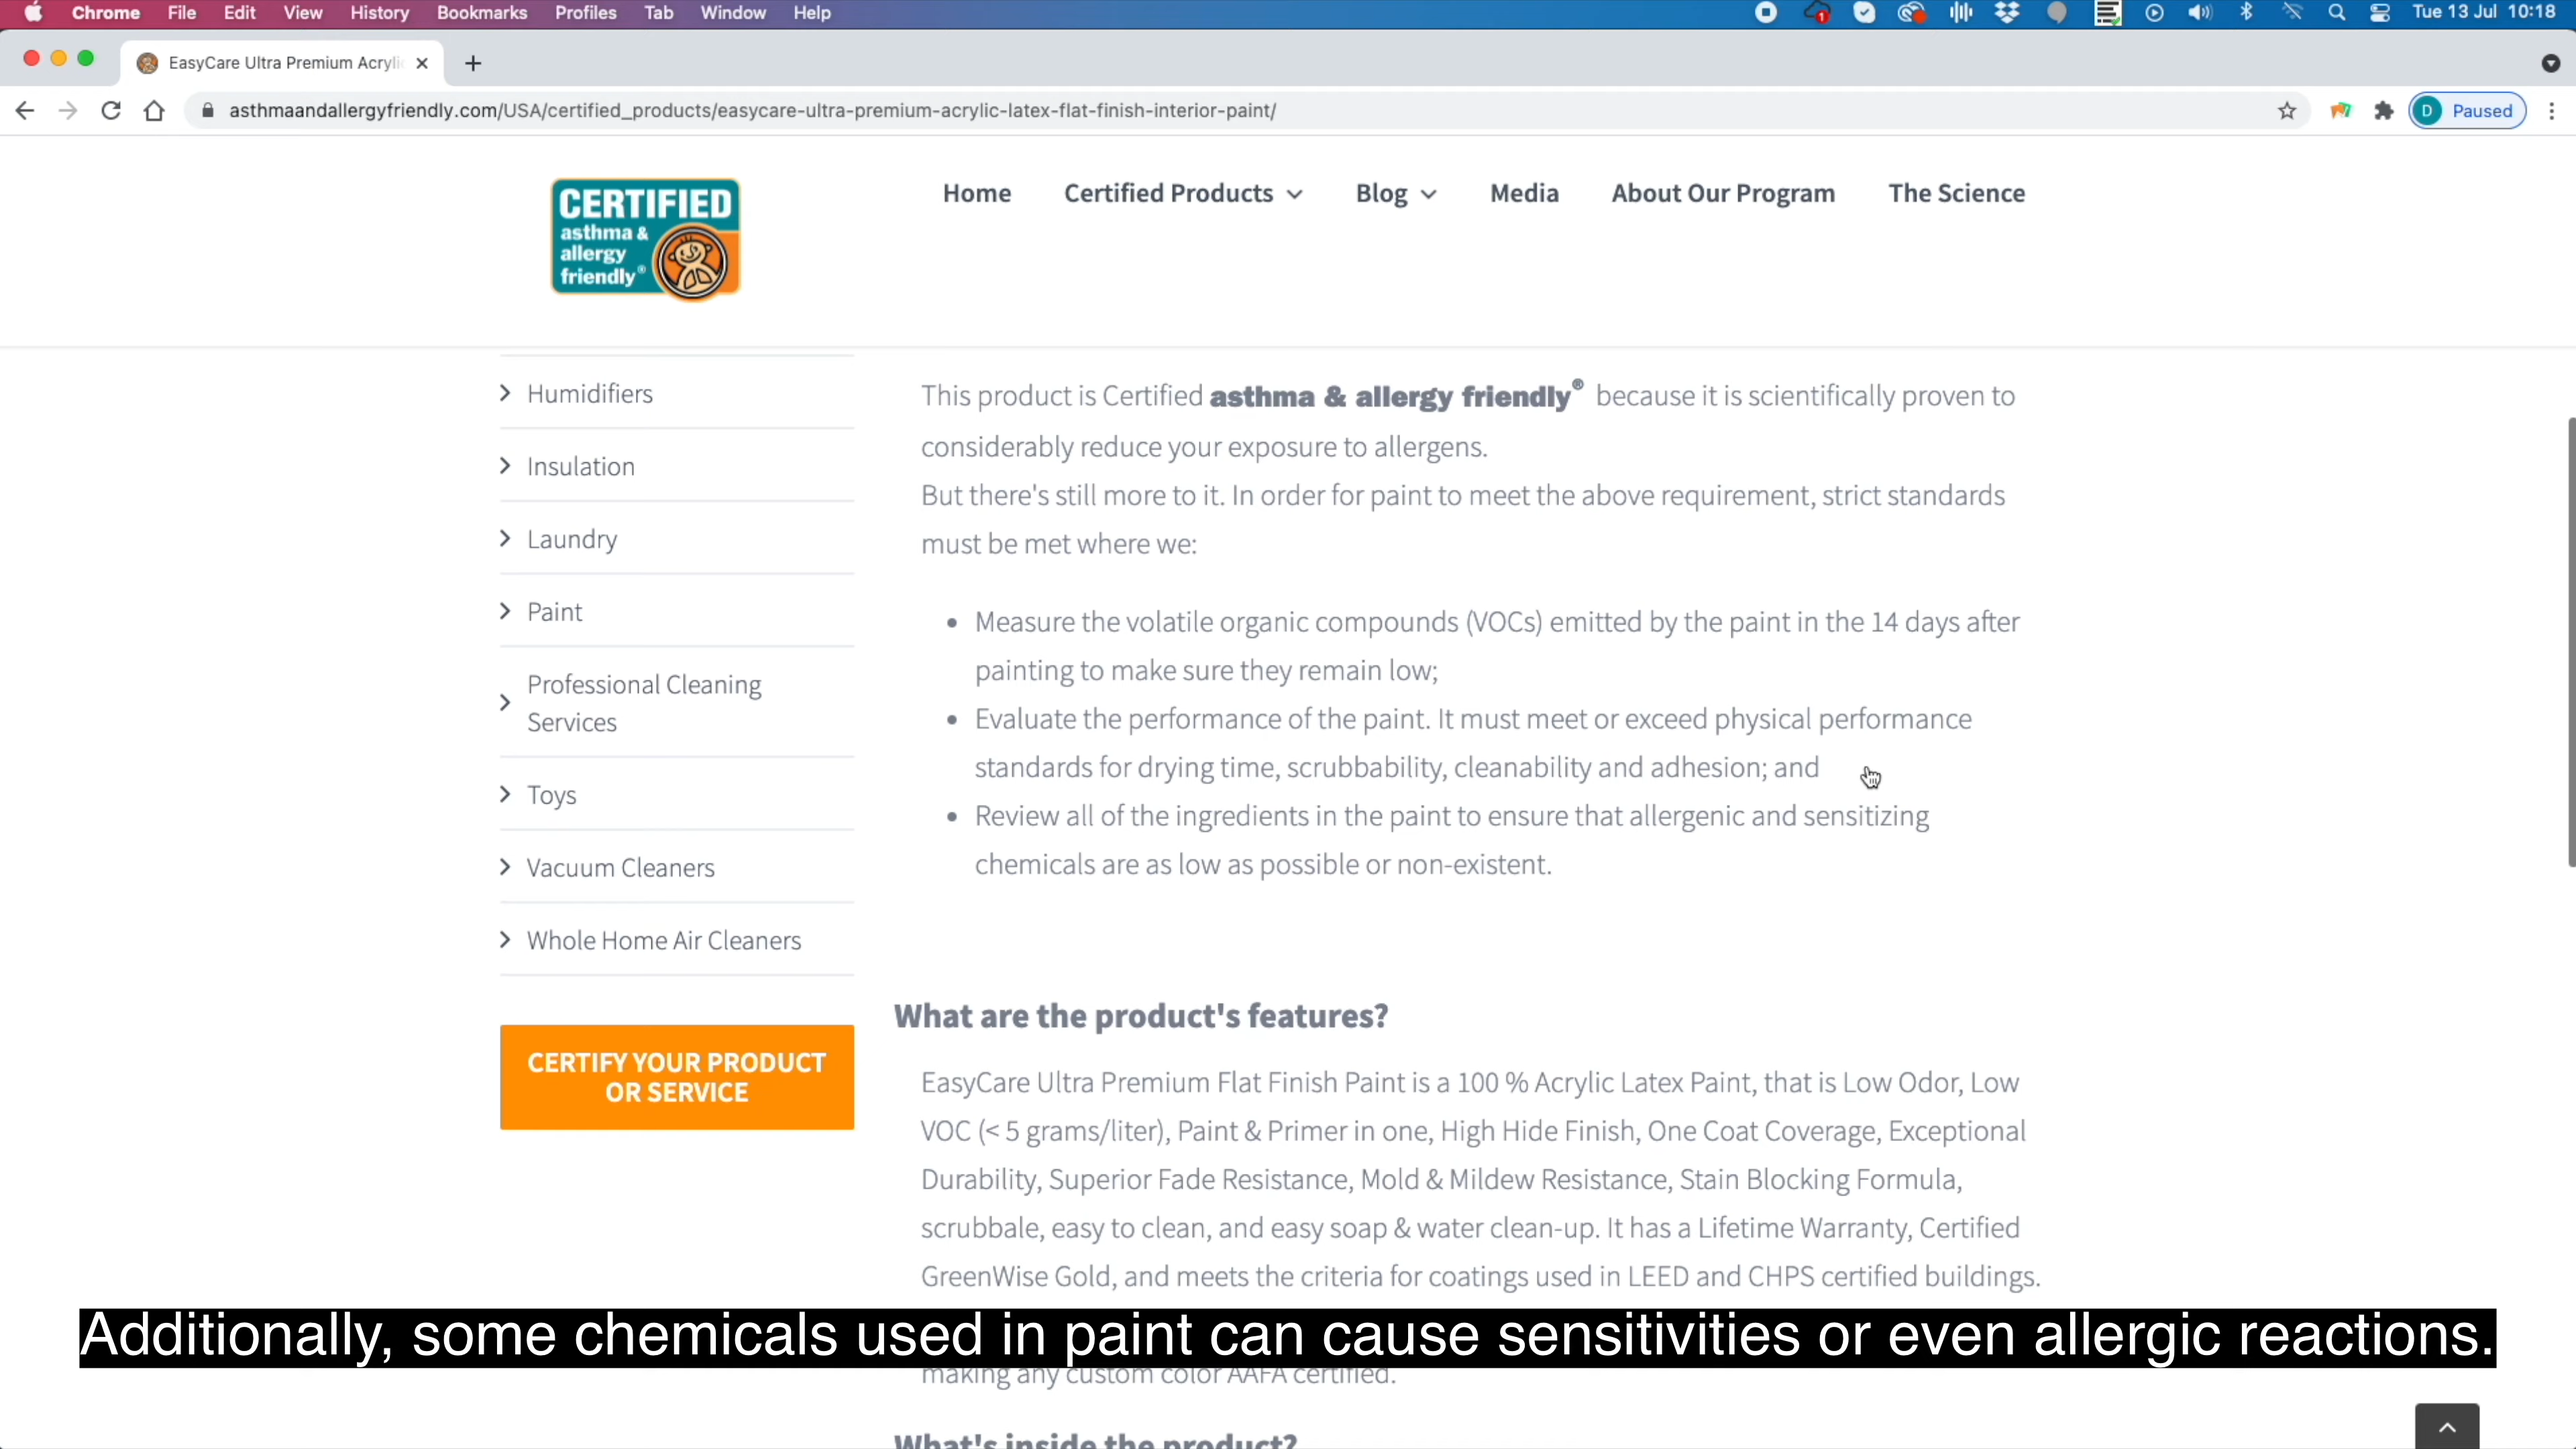 Chrome File Edit View History Bookmarks Profiles Tab Window Help 1 Tue 13 Jul 10:18
EasyCare Ultra Premium Acryli
asthmaandallergyfriendly.com/USA/certified_products/easycare-ultra-premium-acrylic-latex-flat-finish-interior-paint/ D Paused
CERTIFIED
asthma &
allergy
friendly®
Home Certified Products Blog Media About Our Program The Science
Humidifiers
Insulation
Laundry
Paint
Professional Cleaning
Services
Toys
Vacuum Cleaners
Whole Home Air Cleaners
CERTIFY YOUR PRODUCT
OR SERVICE
This product is Certified asthma & allergy friendly® because it is scientifically proven to
considerably reduce your exposure to allergens.
But there's still more to it. In order for paint to meet the above requirement, strict standards
must be met where we:
• Measure the volatile organic compounds (VOCs) emitted by the paint in the 14 days after
painting to make sure they remain low;
• Evaluate the performance of the paint. It must meet or exceed physical performance
standards for drying time, scrubbability, cleanability and adhesion; and
• Review all of the ingredients in the paint to ensure that allergenic and sensitizing
chemicals are as low as possible or non-existent.
What are the product's features?
EasyCare Ultra Premium Flat Finish Paint is a 100 % Acrylic Latex Paint, that is Low Odor, Low
VOC (< 5 grams/liter), Paint & Primer in one, High Hide Finish, One Coat Coverage, Exceptional
Durability, Superior Fade Resistance, Mold & Mildew Resistance, Stain Blocking Formula,
scrubbale, easy to clean, and easy soap & water clean-up. It has a Lifetime Warranty, Certified
GreenWise Gold, and meets the criteria for coatings used in LEED and CHPS certified buildings.
Additionally, some chemicals used in paint can cause sensitivities or even allergic reactions.
making any custom color AAFA certified.
What's inside the product?